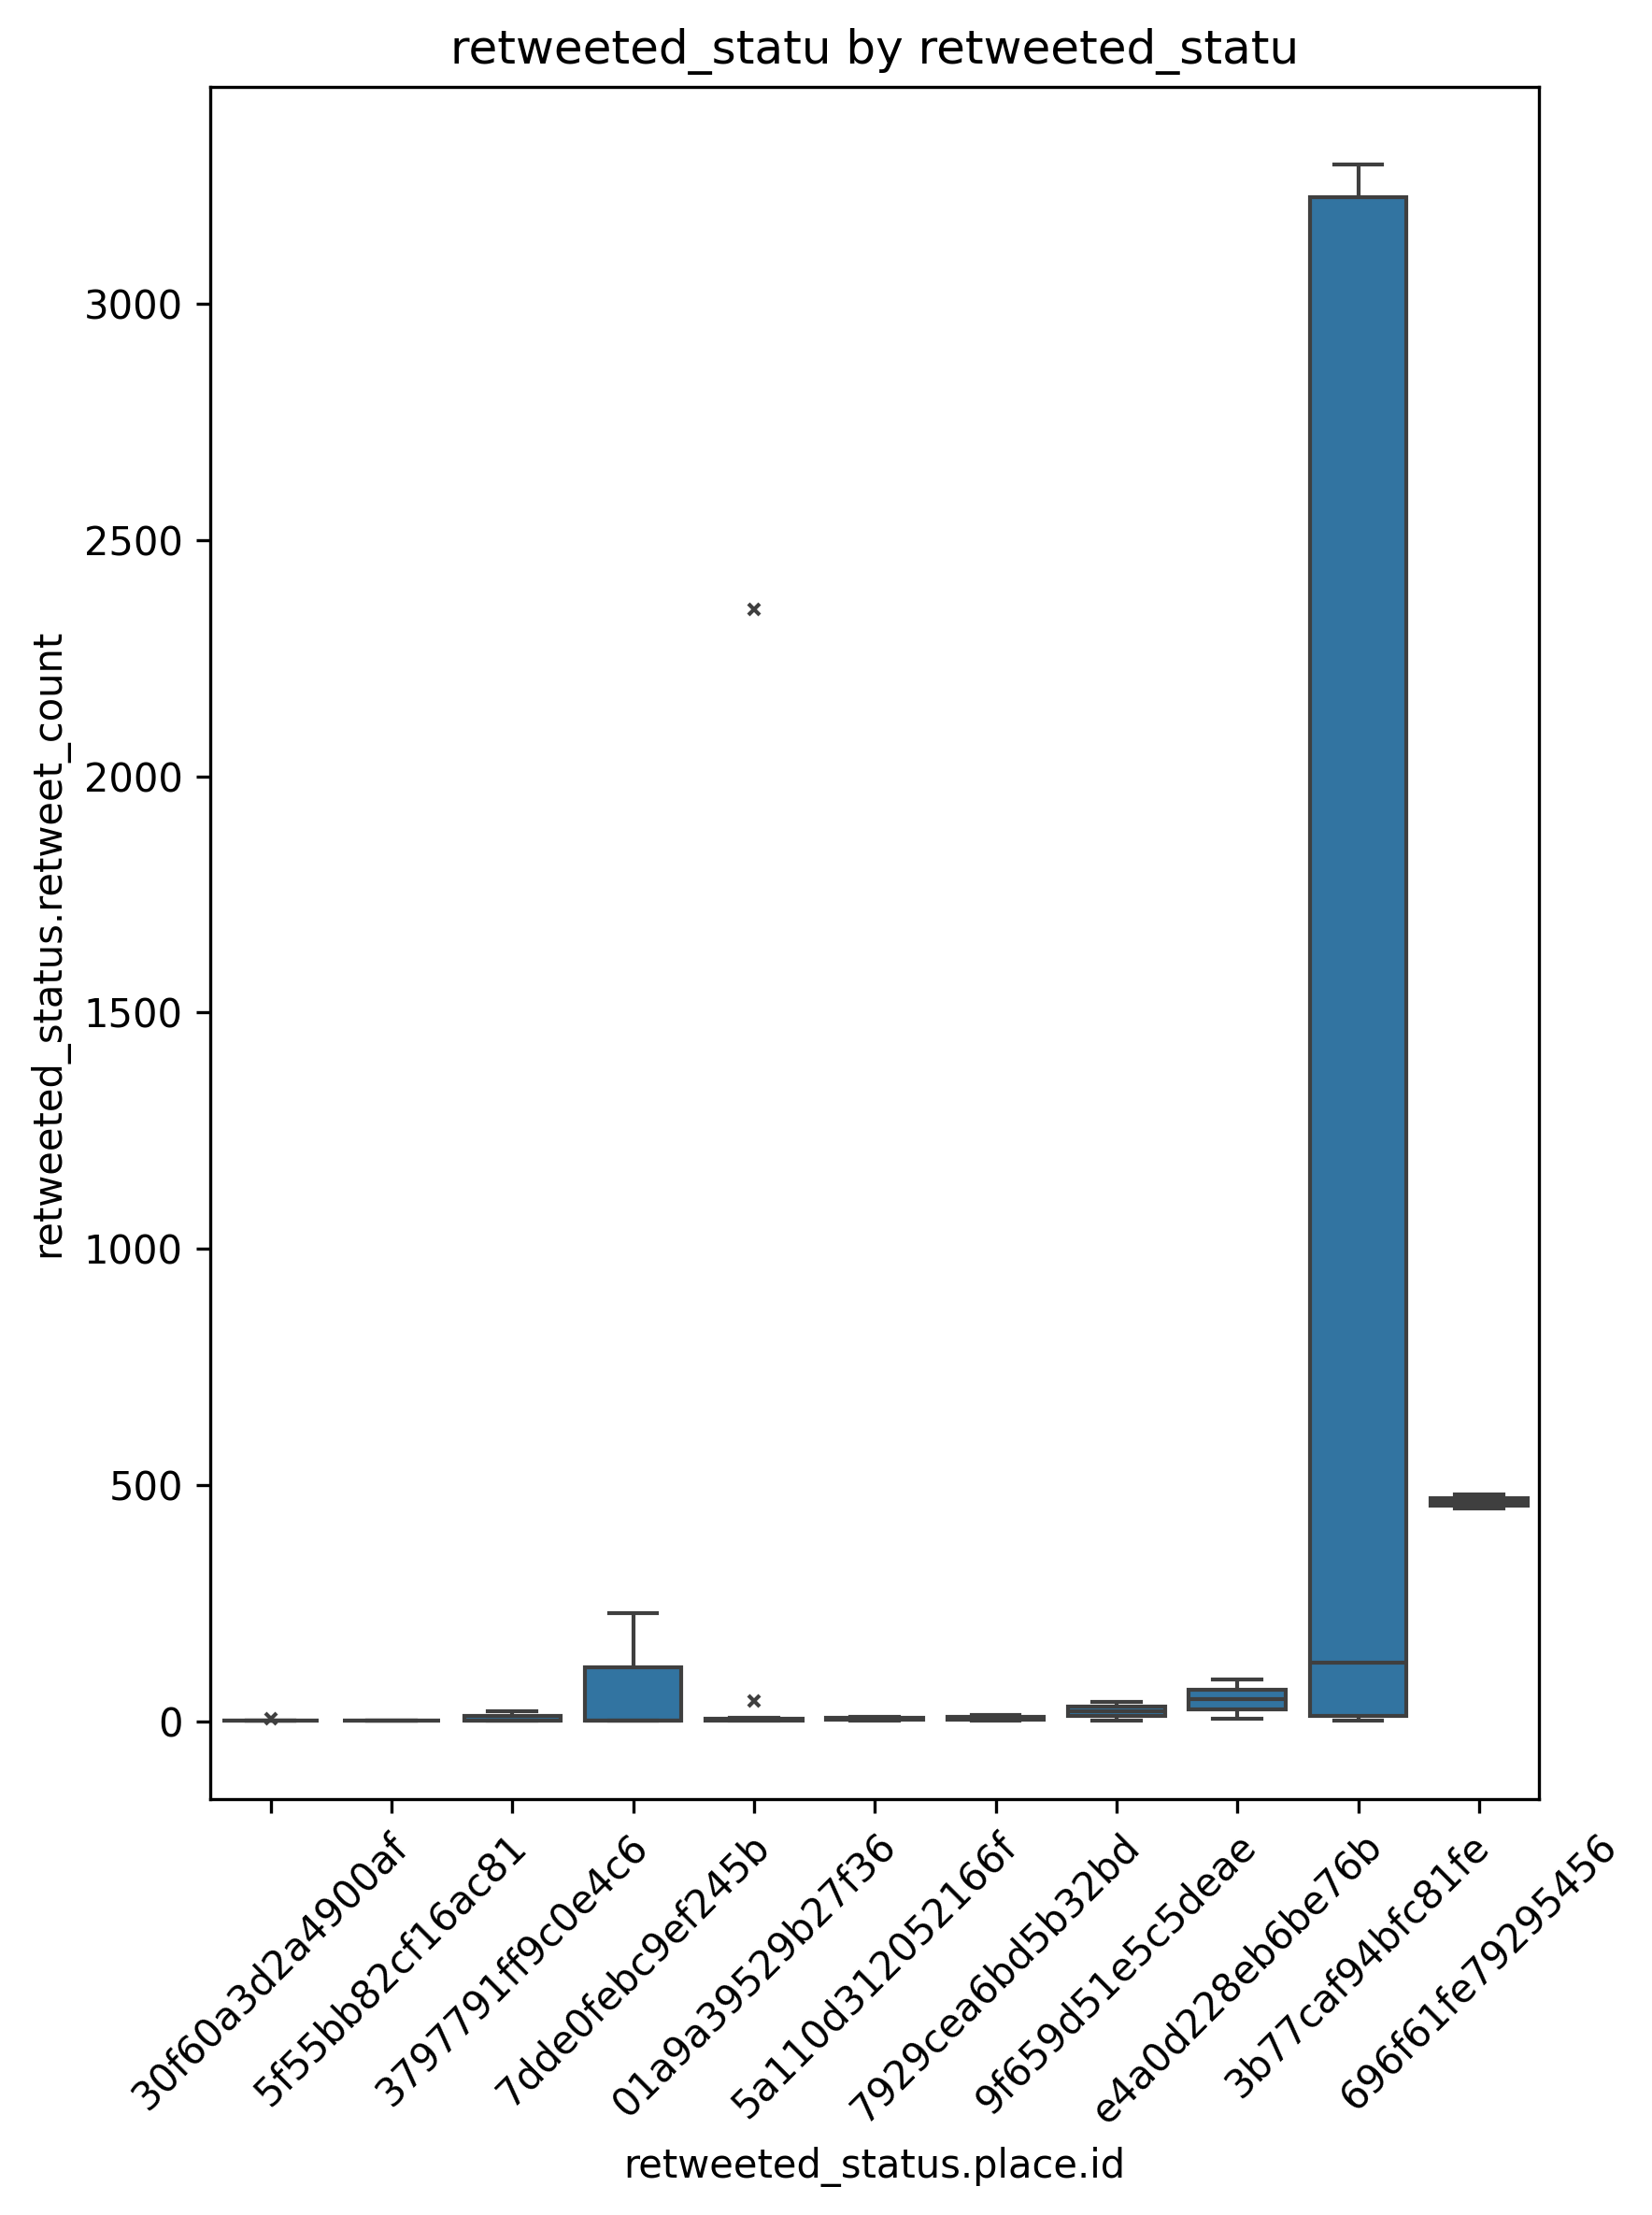 retweeted_statu by retweeted_statu
retweeted_status.retweet_count
3000
2500
2000
1500
1000
500
0
30f60a3d2a4900af
5f55bb82cf16ac81
379791ff9c0e4c6
7dde0febc9ef245b
01a9a39529b27f36
5a110d312052166f
7929cea6bd5b32bd
9f659d51e5c5deae
e4a0d228eb6be76b
3b77caf94bfc81fe
696f61fe79295456
retweeted_status.place.id